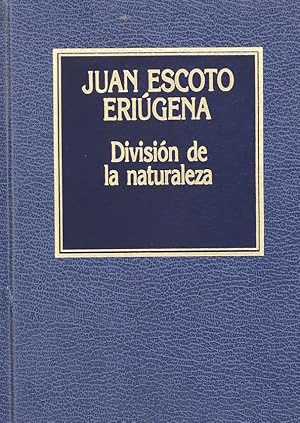 JUAN ESCOTO
ERIÚGENA
División de
la naturaleza